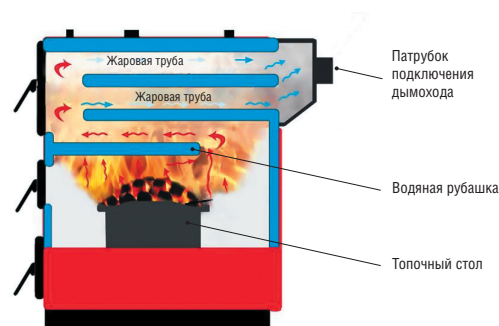 Жаровая труба
Жаровая труба
Патрубок
подключения
дымохода
Водяная рубашка
Топочный стол